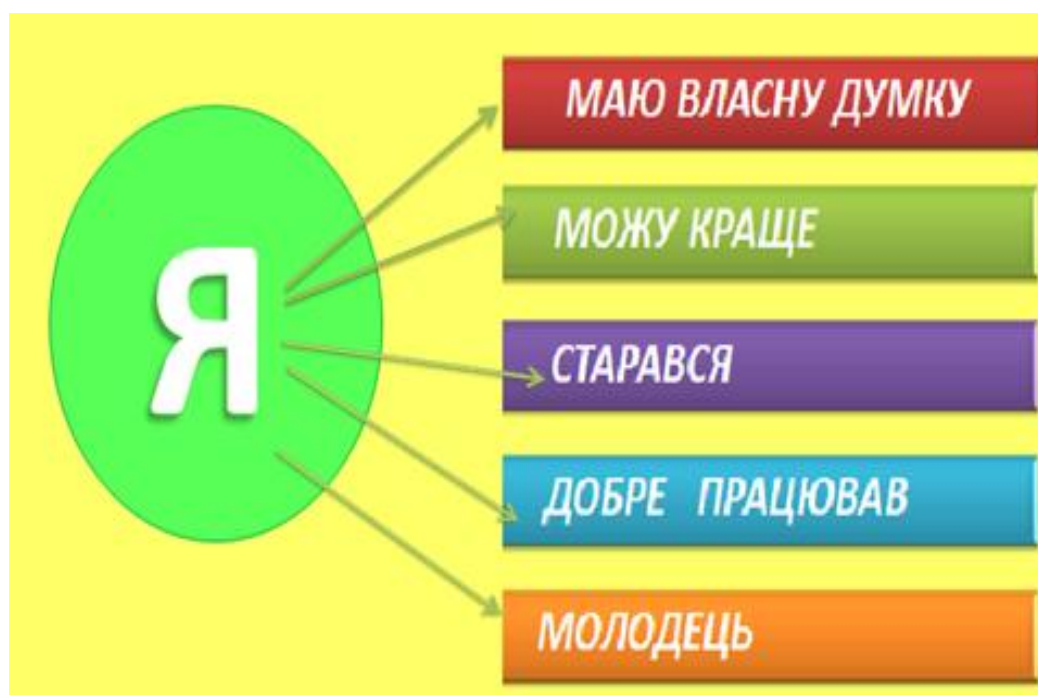 Я
МАЮ ВЛАСНУ ДУМКУ
МОЖУ КРАЩЕ
СТАРАВСЯ
ДОБРЕ ПРАЦЮВАВ
МОЛОДЕЦЬ